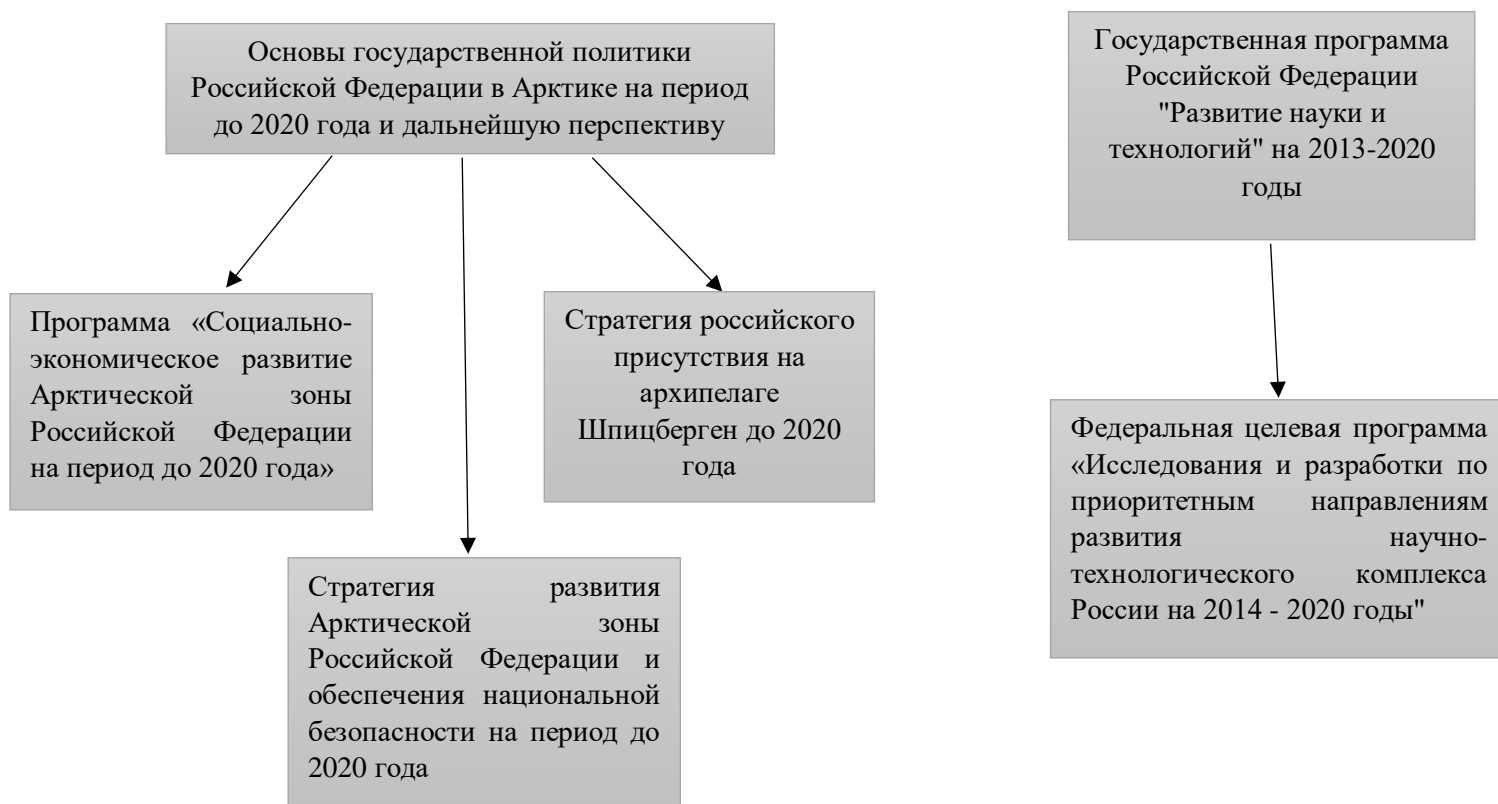 Основы государственной политики
Российской Федерации в Арктике на период
до 2020 года и дальнейшую перспективу
Государственная программа
Российской Федерации
"Развитие науки и
технологий" на 2013-2020
годы
Программа «Социально-
экономическое развитие
Арктической зоны
Российской Федерации
на период до 2020 года»
Стратегия российского
присутствия на
архипелаге
Шпицберген до 2020
года
Федеральная целевая программа
«Исследования и разработки по
приоритетным направлениям
развития научно-
технологического комплекса
России на 2014 - 2020 годы"
Стратегия развития
Арктической зоны
Российской Федерации и
обеспечения национальной
безопасности на период до
2020 года